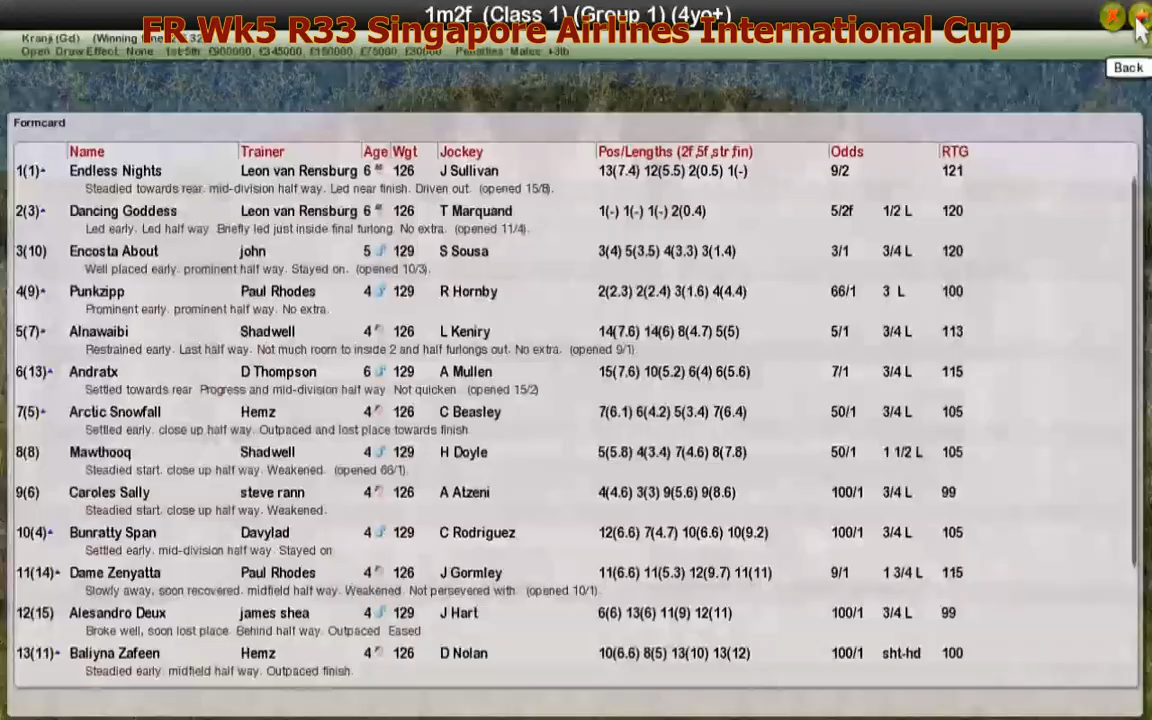 1m2f (Class 1) (Group 1) (4yo+)
FR Wk5 R33 Singapore Airlines International Cup
Kranji (Gd) (Winning
Open Draw Effect: None 1st-5th: £900000, £345000, £75000, £30000 Penalties: Males: +3lb
Back
Formcard
Name Trainer Age Wgt Jockey Pos/Lengths (2f,5f,str,fin) Odds RTG
1(1) Endless Nights Leon van Rensburg 6 126 J Sullivan 13(7.4) 12(5.5) 2(0.5) 1(-) 9/2 121
Steadied towards rear. mid-division half way. Led near finish. Driven out. (opened 15/8).
2(3) Dancing Goddess Leon van Rensburg 6 126 T Marquand 1(-) 1(-) 1(-) 2(0.4) 5/2f 1/2 L 120
Led early. Led half way. Briefly led just inside final furlong. No extra. (opened 11/4).
3(10) Encosta About john 5 129 S Sousa 3(4) 5(3.5) 4(3.3) 3(1.4) 3/1 3/4 L 120
Well placed early. prominent half way. Stayed on. (opened 10/3).
4(9) Punkzipp Paul Rhodes 4 129 R Hornby 2(2.3) 2(2.4) 3(1.6) 4(4.4) 66/1 3 L 100
Prominent early. prominent half way. No extra.
5(7) Alnawaibi Shadwell 4 126 L Keniry 14(7.6) 14(6) 8(4.7) 5(5) 5/1 3/4 L 113
Restrained early. Last half way. Not much room to inside 2 and half furlongs out. No extra. (opened 9/1)
6(13) Andratx D Thompson 6 129 A Mullen 15(7.6) 10(5.2) 6(4) 6(5.6) 7/1 3/4 L 115
Settled towards rear Progress and mid-division half way Not quicken (opened 15/2)
7(5) Arctic Snowfall Hemz 4 126 C Beasley 7(6.1) 6(4.2) 5(3.4) 7(6.4) 50/1 3/4 L 105
Settled early. close up half way. Outpaced and lost place towards finish.
8(8) Mawthooq Shadwell 4 129 H Doyle 5(5.8) 4(3.4) 7(4.6) 8(7.8) 50/1 1 1/2 L 105
Steadied start. close up half way. Weakened. (opened 66/1)
9(6) Caroles Sally steve rann 4 126 A Atzeni 4(4.6) 3(3) 9(5.6) 9(8.6) 100/1 3/4 L 99
Steadied start. close up half way. Weakened.
10(4) Bunratty Span Davylad 4 129 C Rodriguez 12(6.6) 7(4.7) 10(6.6) 10(9.2) 100/1 3/4 L 105
Settled early. mid-division half way. Stayed on
11(14) Dame Zenyatta Paul Rhodes 4 126 J Gormley 11(6.6) 11(5.3) 12(9.7) 11(11) 9/1 1 3/4 L 115
Slowly away, soon recovered. midfield half way. Weakened. Not persevered with. (opened 10/1)
12(15) Alesandro Deux james shea 4 129 J Hart 6(6) 13(6) 11(9) 12(11) 100/1 3/4 L 99
Broke well, soon lost place. Behind half way. Outpaced Eased
13(11) Baliyna Zafeen Hemz 4 126 D Nolan 10(6.6) 8(5) 13(10) 13(12) 100/1 sht-hd 100
Steadied early. midfield half way. Outpaced finish.